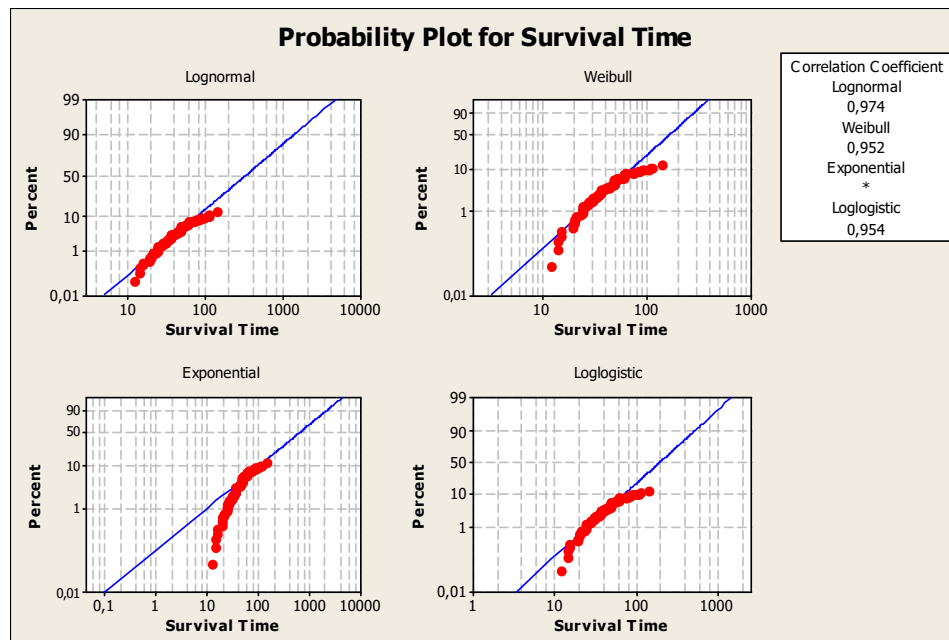 Probability Plot for Survival Time
Lognormal
99
90
50
10
1
0,01
Percent
10 100 1000 10000
Survival Time
Weibull
90
50
10
1
0,01
Percent
10 100 1000
Survival Time
Correlation Coefficient
Lognormal
0,974
Weibull
0,952
Exponential
*
Loglogistic
0,954
Exponential
90
50
10
1
0,01
Percent
0,1 1 10 100 1000 10000
Survival Time
Loglogistic
99
90
50
10
1
0,01
Percent
1 10 100 1000
Survival Time